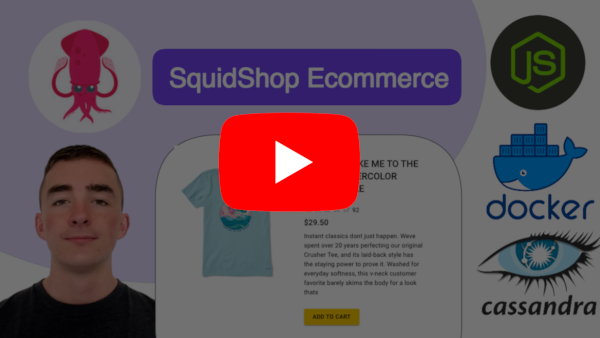 SquidShop Ecommerce
JS
KE ME TO THE
ERCOLOR
E
92
$29.50
Instant classics dont just happen. Weve
spent over 20 years perfecting our original
Crusher Tee, and its laid-back style has
the staying power to prove it. Washed for
everyday softness, this v-neck customer
favorite barely skims the body for a look
thats
ADD TO CART
docker
cassandra